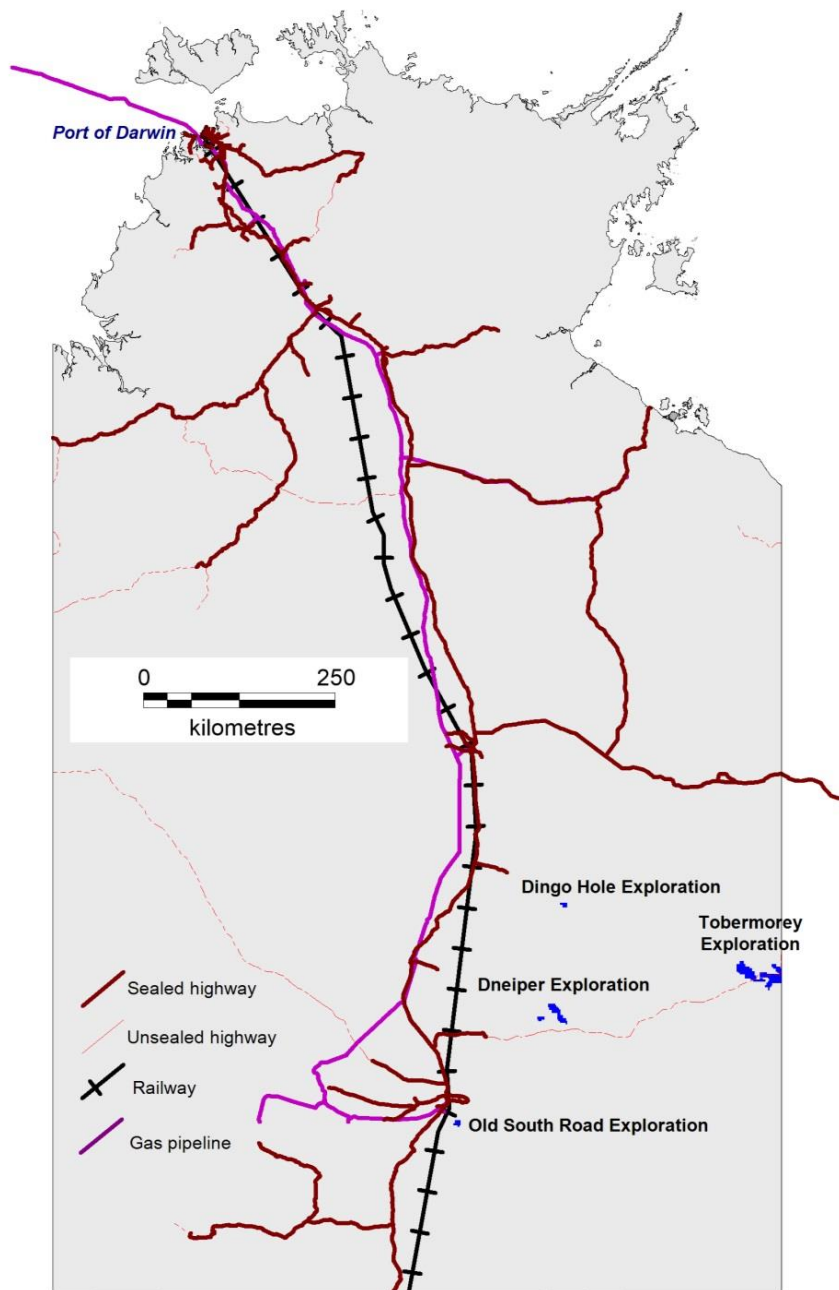 Port of Darwin
0 250
kilometres
Dingo Hole Exploration
Tobermorey
Exploration
Dneiper Exploration
Sealed highway
Unsealed highway
Railway
Gas pipeline
Old South Road Exploration